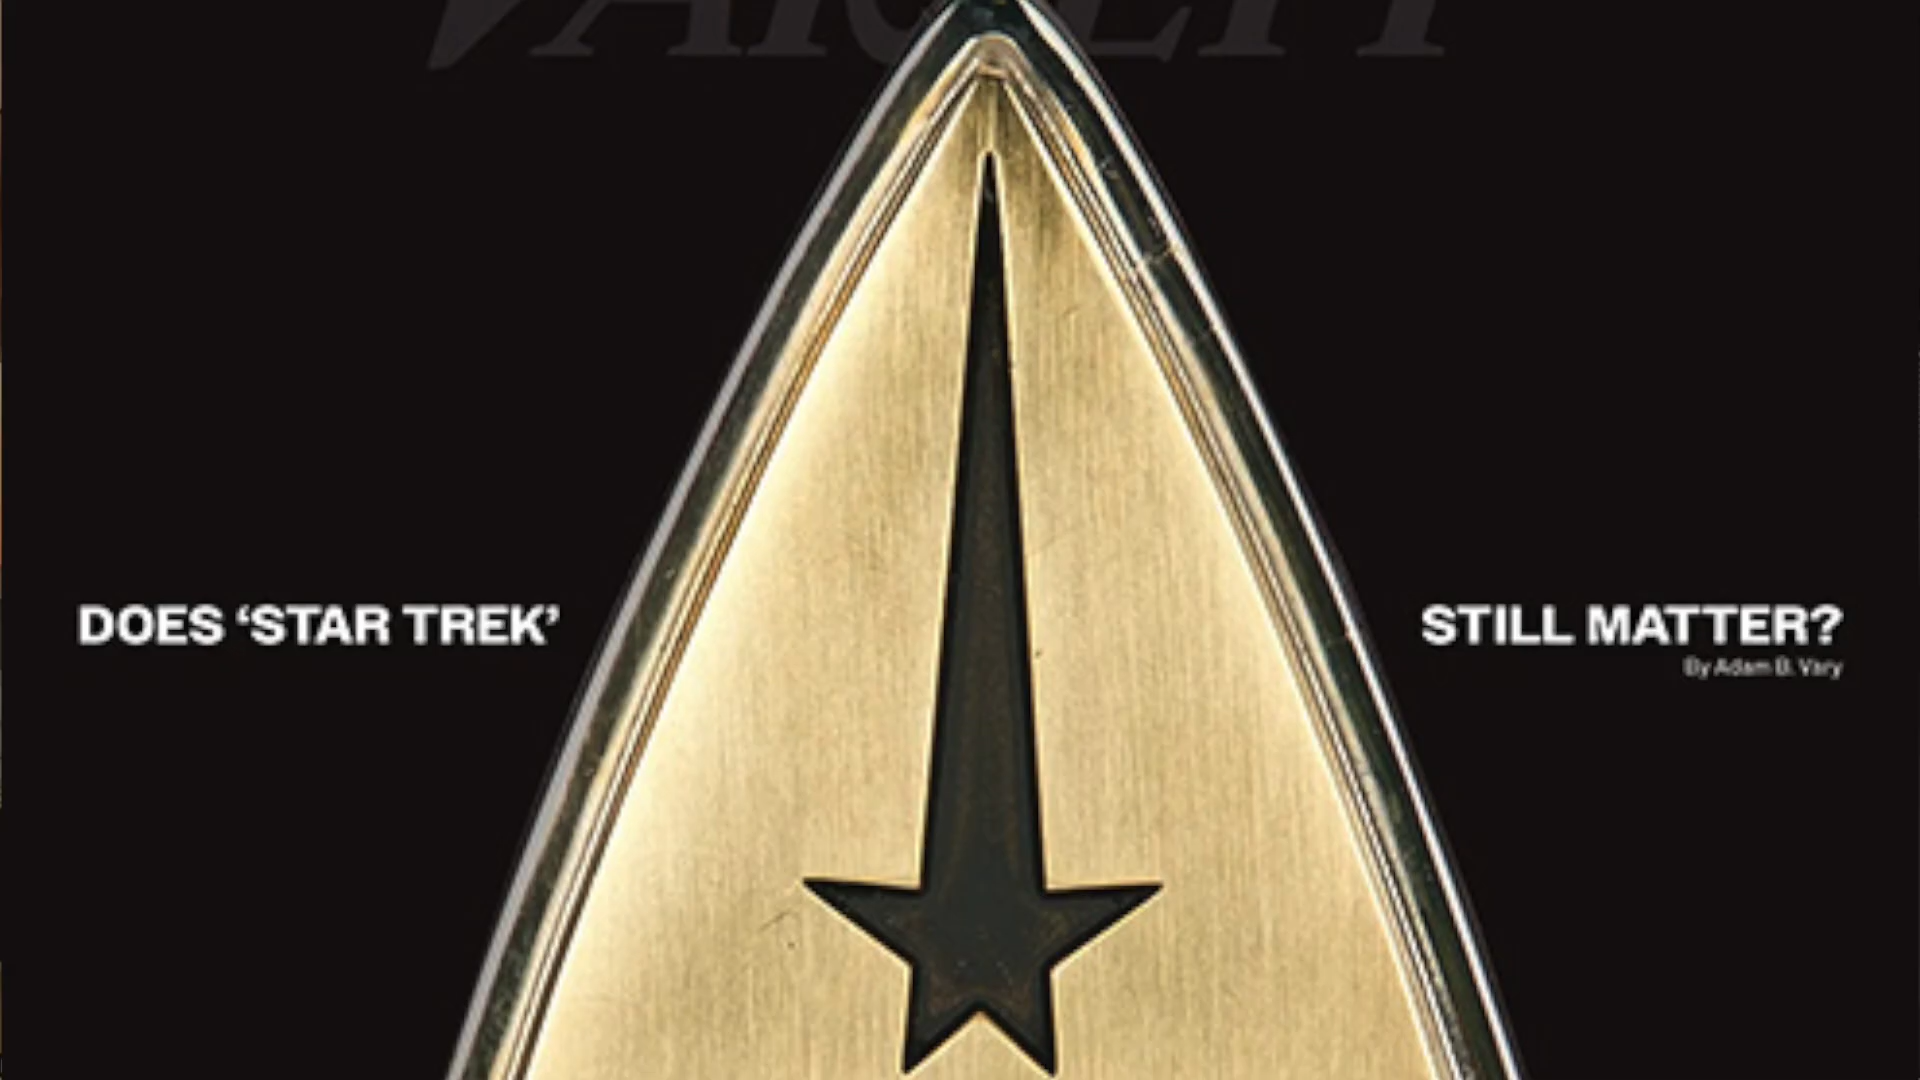 VARIETY
DOES ‘STAR TREK’
STILL MATTER?
By Adam B. Vary